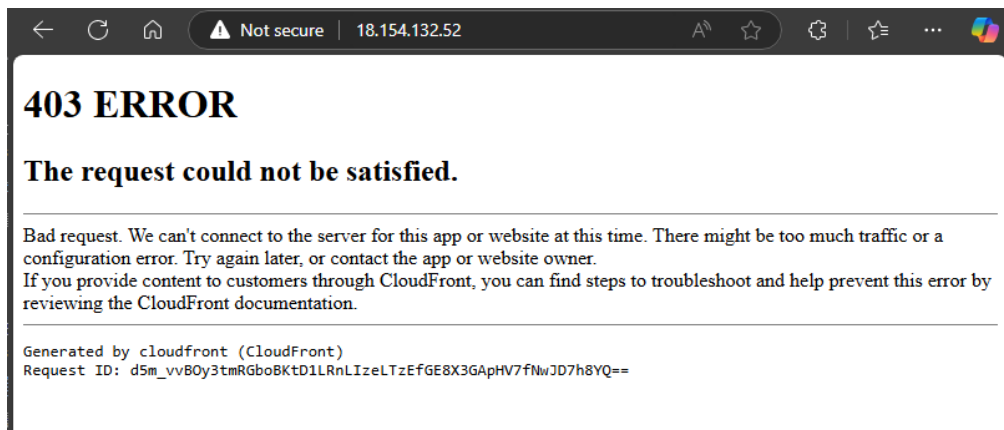 Not secure | 18.154.132.52
403 ERROR
The request could not be satisfied.
Bad request. We can't connect to the server for this app or website at this time. There might be too much traffic or a
configuration error. Try again later, or contact the app or website owner.
If you provide content to customers through CloudFront, you can find steps to troubleshoot and help prevent this error by
reviewing the CloudFront documentation.
Generated by cloudfront (CloudFront)
Request ID: d5m_vvBOy3tmRGboBKtD1LRnLIzeLTzEfGE8X3GApHV7fNwJD7h8YQ==